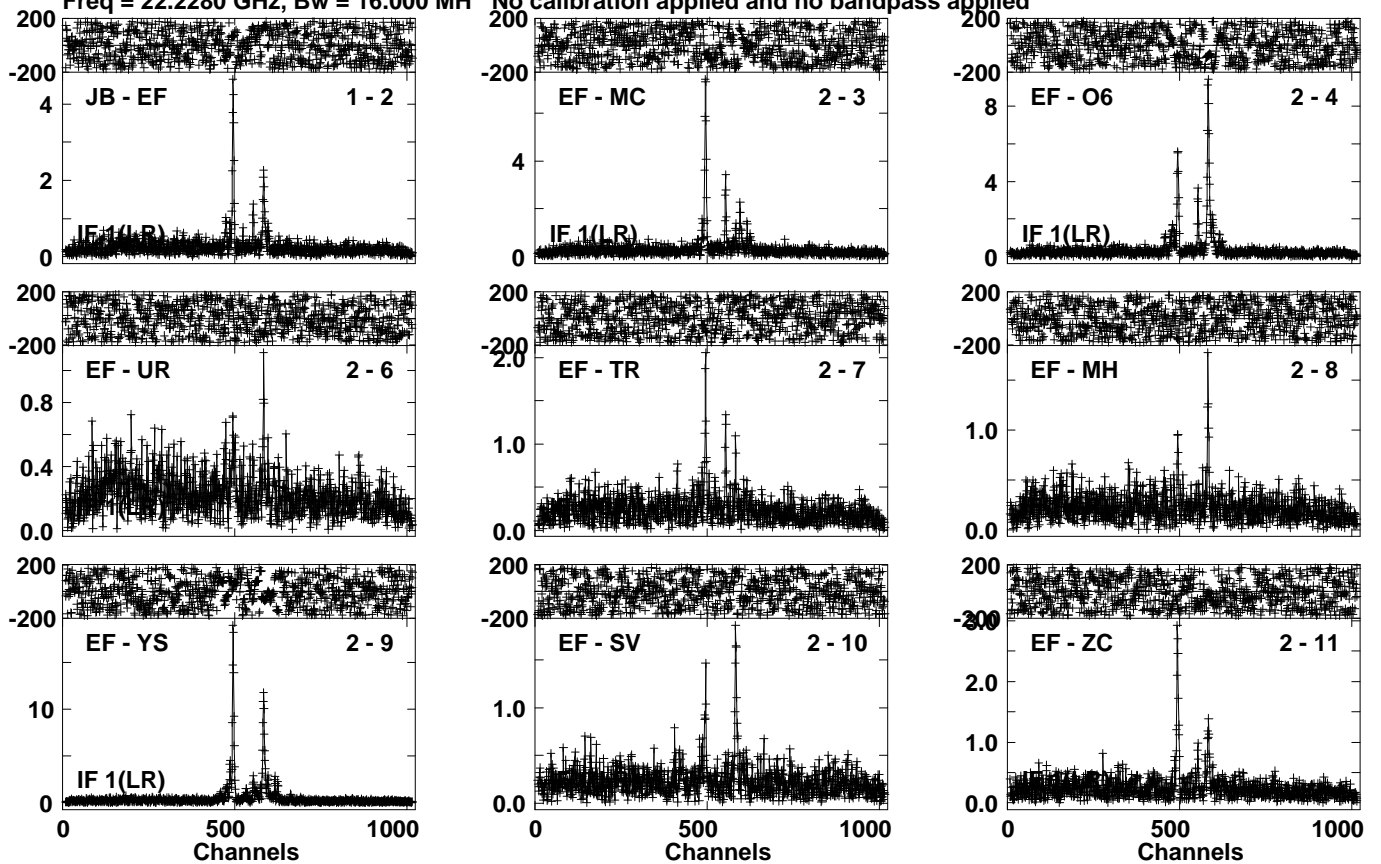 Freq = 22.2280 GHz, Bw = 16.000 MH No calibration applied and no bandpass applied
200 200 200
-200 -200 -200
JB - EF 1 - 2 EF - MC 2 - 3 EF - O6 2 - 4
4 8
4
2 4
IF 1(LR) IF 1(LR) IF 1(LR)
0 0 0
200 200 200
-200 -200 -200
2.0
EF - UR 2 - 6 EF - TR 2 - 7 EF - MH 2 - 8
0.8
1.0 1.0
0.4
0.0 0.0 0.0
200 200 200
-200 -200 -200
3.0
EF - YS 2 - 9 EF - SV 2 - 10 EF - ZC 2 - 11
2.0
10 1.0
1.0
IF 1(LR)
0 0.0 0.0
0 500 1000 0 500 1000 0 500 1000
Channels Channels Channels